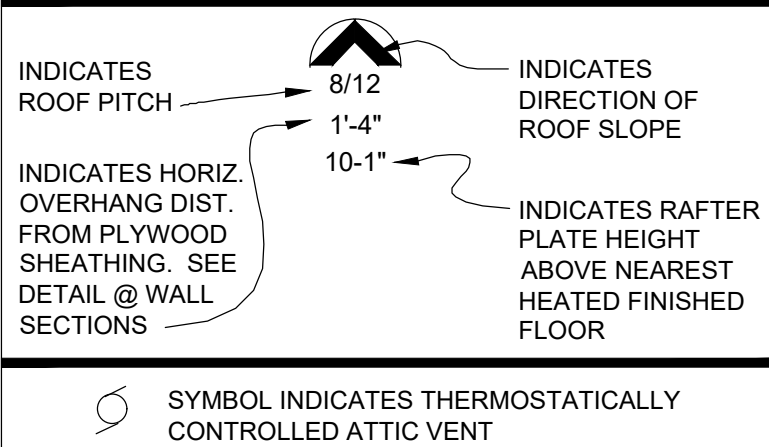 INDICATES
ROOF PITCH
8/12
1'-4"
10-1"
INDICATES
DIRECTION OF
ROOF SLOPE
INDICATES HORIZ.
OVERHANG DIST.
FROM PLYWOOD
SHEATHING. SEE
DETAIL @ WALL
SECTIONS
INDICATES RAFTER
PLATE HEIGHT
ABOVE NEAREST
HEATED FINISHED
FLOOR
SYMBOL INDICATES THERMOSTATICALLY
CONTROLLED ATTIC VENT